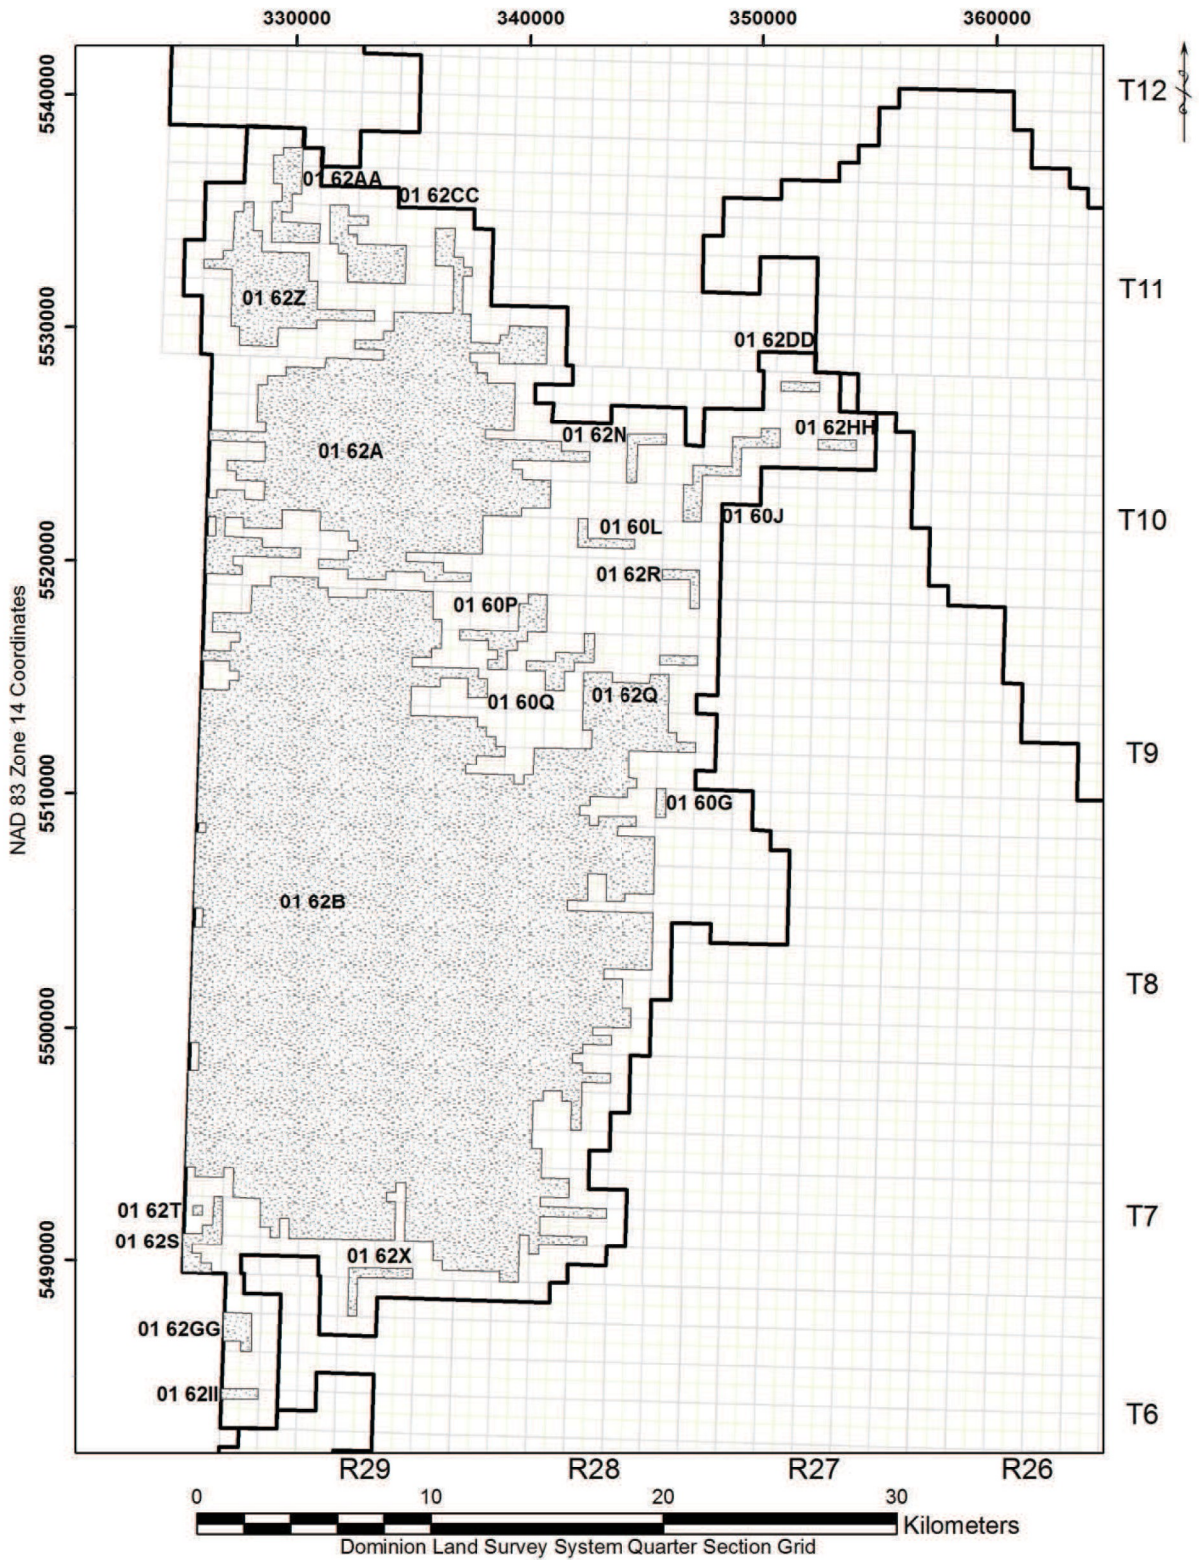 330000 340000 350000 360000
5540000
T12
01 62AA
01 62CC
01 62Z
T11
5530000
01 62DD
01 62N
01 62HH
01 62A
01 60J
T10
01 60L
5520000
01 62R
01 60P
NAD 83 Zone 14 Coordinates
01 60Q
01 62Q
T9
5510000
01 60G
01 62B
T8
5500000
01 62T
T7
01 62S
5490000
01 62X
01 62GG
01 62II
T6
R29 R28 R27 R26
0 10 20 30
Kilometers
Dominion Land Survey System Quarter Section Grid